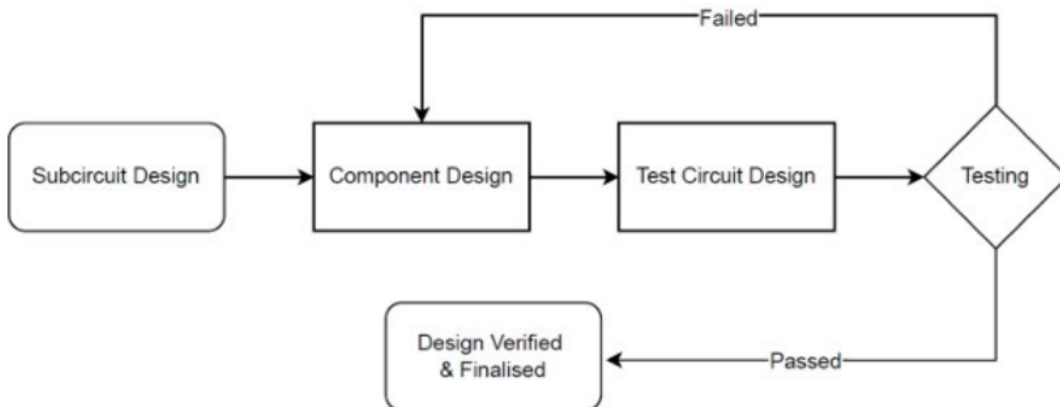 Failed
Subcircuit Design
Component Design
Test Circuit Design
Testing
Design Verified
& Finalised
Passed